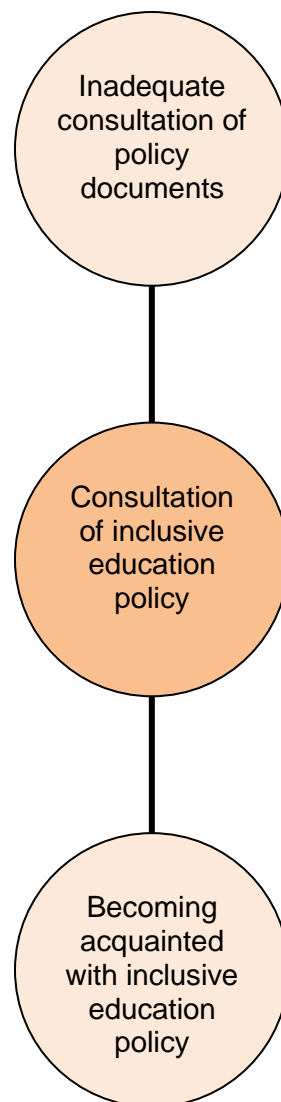 Inadequate
consultation of
policy
documents
Consultation
of inclusive
education
policy
Becoming
acquainted
with inclusive
education
policy